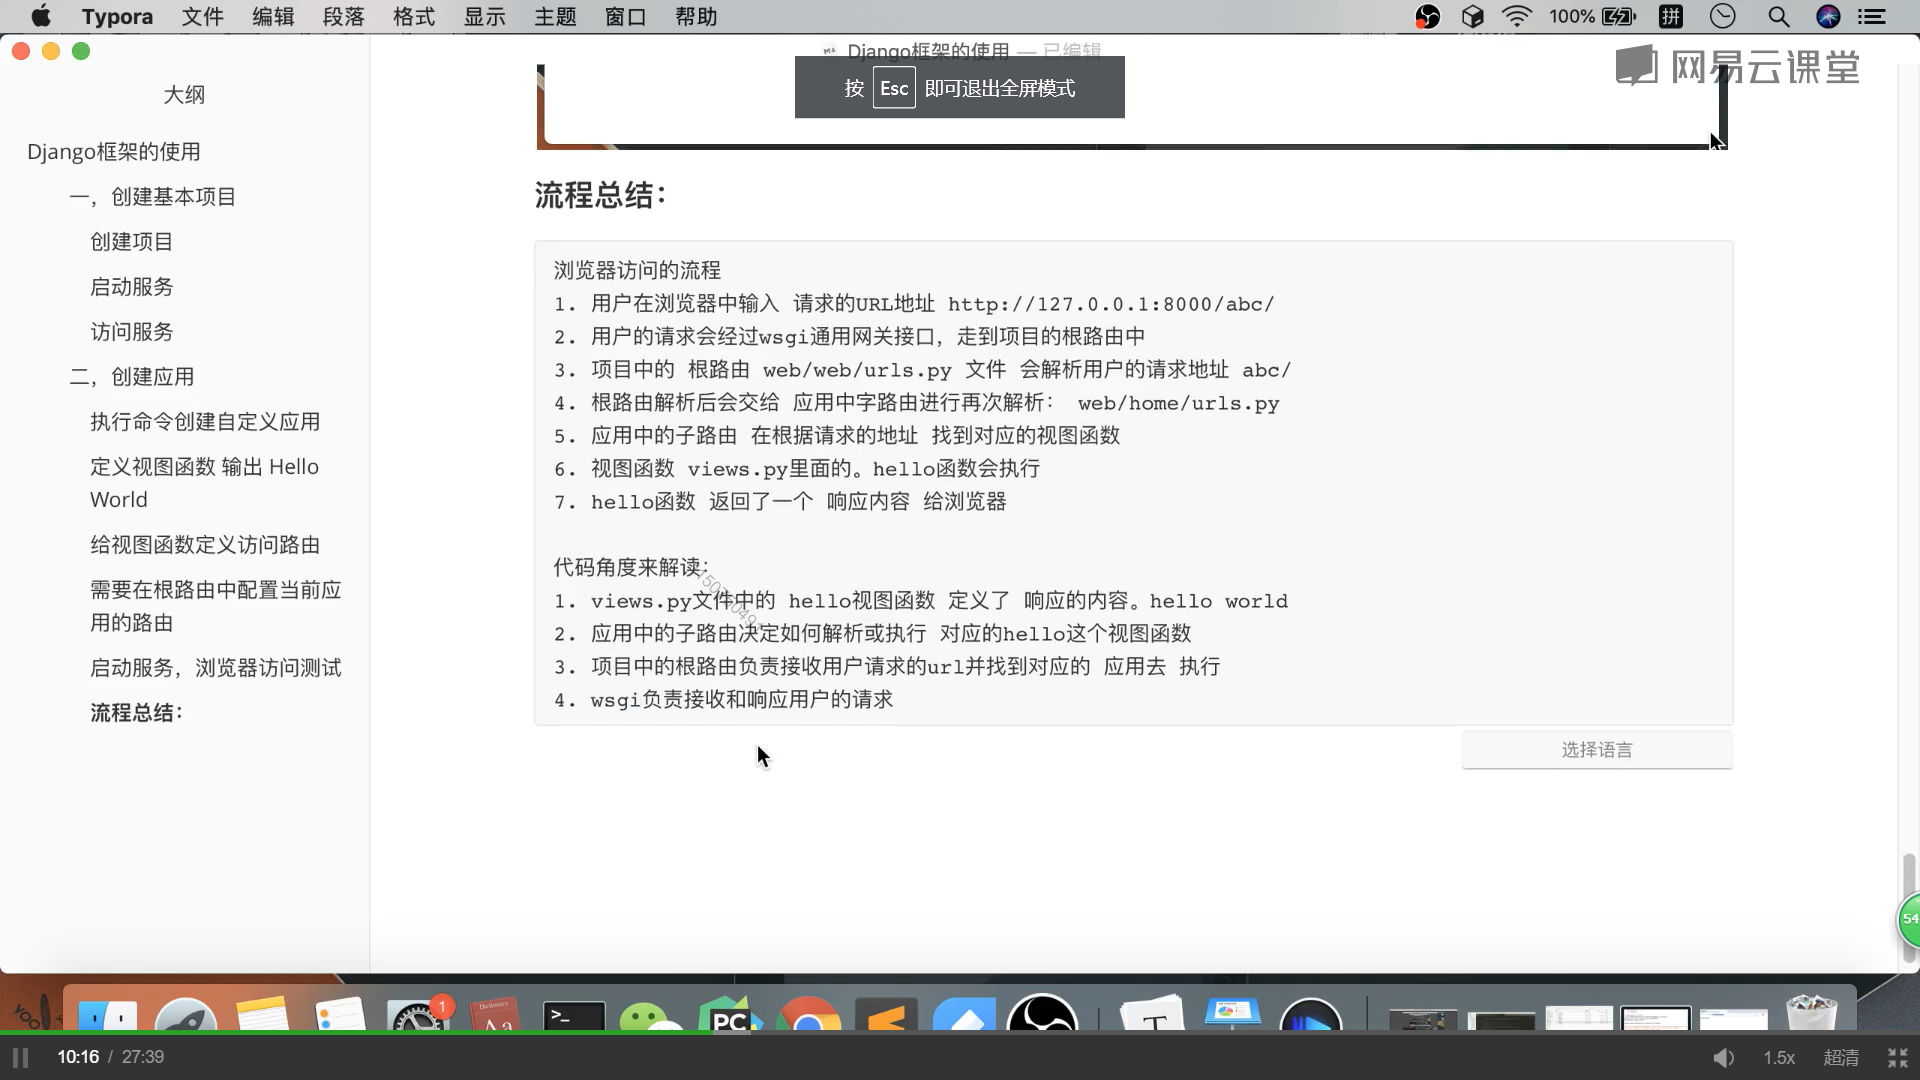 Typora 文件 编辑 段落 格式 显示 主题 窗口 帮助
100%
拼
Django框架的使用 — 已编辑
网易云课堂
按 Esc 即可退出全屏模式
大纲
Django框架的使用
一，创建基本项目
创建项目
启动服务
访问服务
二，创建应用
执行命令创建自定义应用
定义视图函数 输出 Hello
World
给视图函数定义访问路由
需要在根路由中配置当前应
用的路由
启动服务，浏览器访问测试
流程总结：
流程总结：
浏览器访问的流程
1. 用户在浏览器中输入 请求的URL地址 http://127.0.0.1:8000/abc/
2. 用户的请求会经过wsgi通用网关接口，走到项目的根路由中
3. 项目中的 根路由 web/web/urls.py 文件 会解析用户的请求地址 abc/
4. 根路由解析后会交给 应用中字路由进行再次解析： web/home/urls.py
5. 应用中的子路由 在根据请求的地址 找到对应的视图函数
6. 视图函数 views.py里面的。hello函数会执行
7. hello函数 返回了一个 响应内容 给浏览器
代码角度来解读：
1. views.py文件中的 hello视图函数 定义了 响应的内容。hello world
2. 应用中的子路由决定如何解析或执行 对应的hello这个视图函数
3. 项目中的根路由负责接收用户请求的url并找到对应的 应用去 执行
4. wsgi负责接收和响应用户的请求
选择语言
54
1
Dictionary
Aa
>_
PC
T
10:16 / 27:39
1.5x 超清